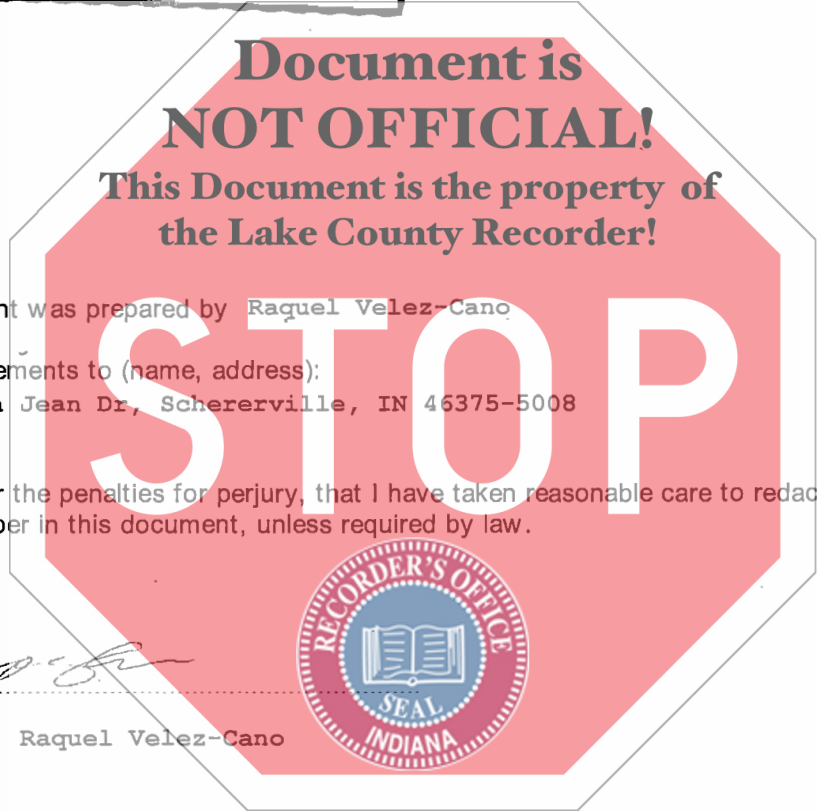 Document is
NOT OFFICIAL!
This Document is the property of
the Lake County Recorder!
nt was prepared by Raquel Velez-Cano
ements to (name, address):
Jean Dr, Schererville, IN 46375-5008
STOP
r the penalties for perjury, that I have taken reasonable care to redac
ber in this document, unless required by law.
RECORDER'S OFFICE
SEAL
INDIANA
Raquel Velez-Cano